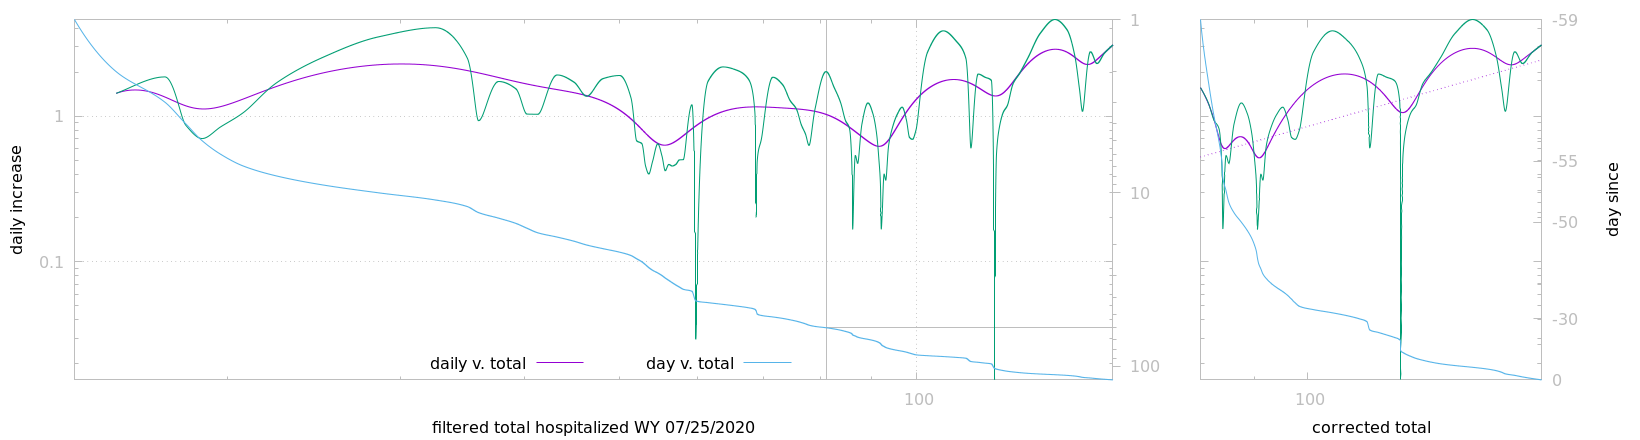 daily increase
1
0.1
daily v. total
day v. total
100
filtered total hospitalized WY 07/25/2020
1
10
100
100
corrected total
-59
-55
-50
-30
0
day since